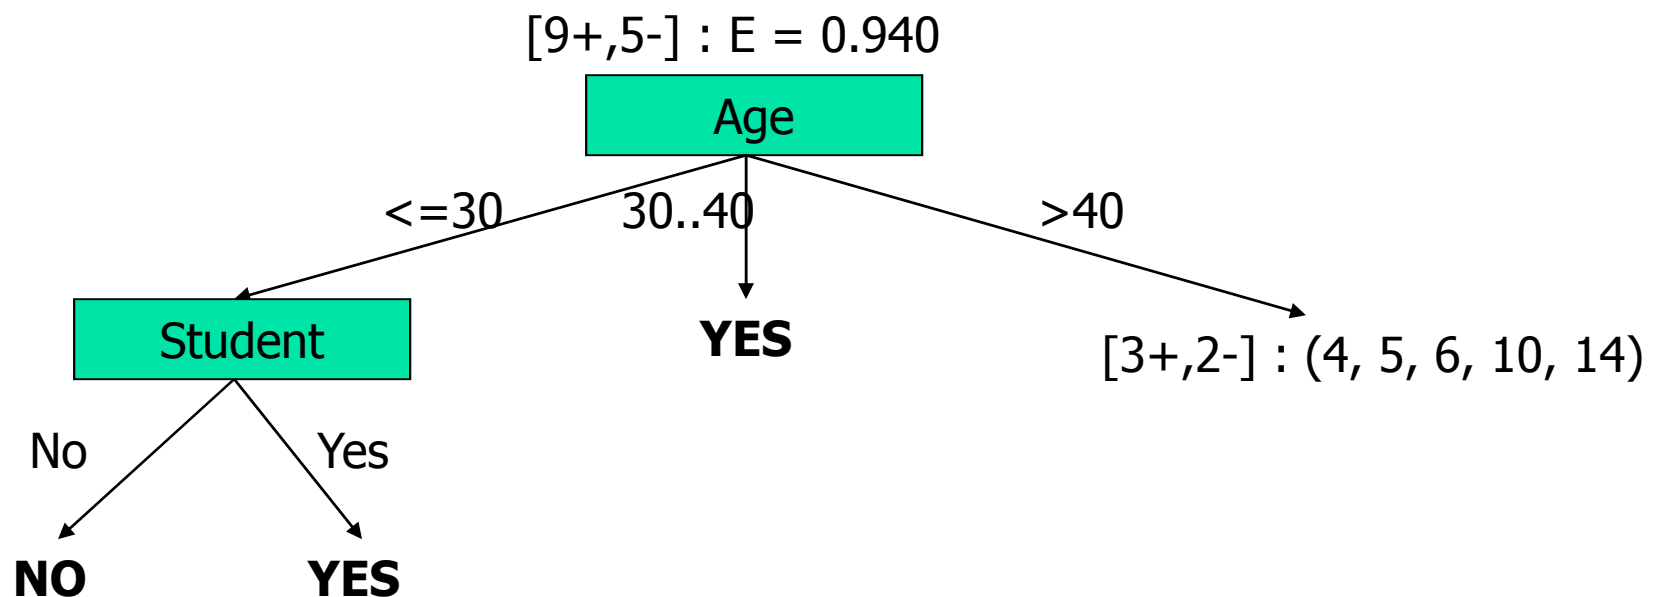 [9+,5-] : E = 0.940
Age
<=30
30..40
>40
Student
YES
[3+,2-] : (4, 5, 6, 10, 14)
No
Yes
NO
YES